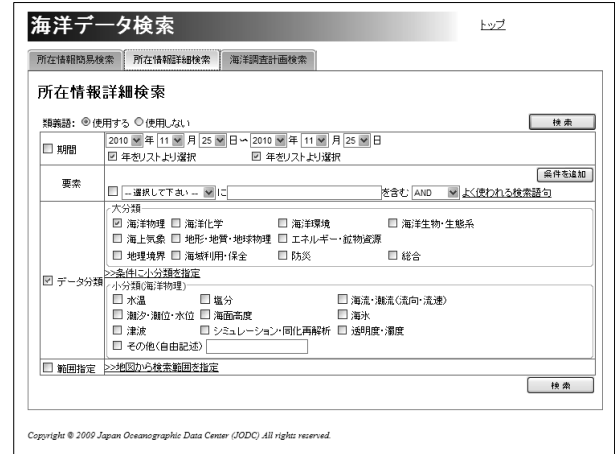 海洋データ検索
トップ
所在情報簡易検索 所在情報詳細検索 海洋調査計画検索
所在情報詳細検索
類義語: 使用する 使用しない
検索
期間
2010 年 11 月 25 日 ~ 2010 年 11 月 25 日
年をリストより選択 年をリストより選択
条件を追加
要素
-- 選択して下さい -- に を含む AND よく使われる検索語句
データ分類
大分類
海洋物理 海洋化学 海洋環境 海洋生物・生態系
海上気象 地形・地質・地球物理 エネルギー・鉱物資源
地理境界 海域利用・保全 防災 総合
>>条件に小分類を指定
小分類(海洋物理)
水温 塩分 海流・潮流(流向・流速)
潮汐・潮位・水位 海面高度 海氷
津波 シミュレーション・同化再解析 透明度・濁度
その他(自由記述)
範囲指定 >>地図から検索範囲を指定
検索
Copyright © 2009 Japan Oceanographic Data Center (JODC) All rights reserved.